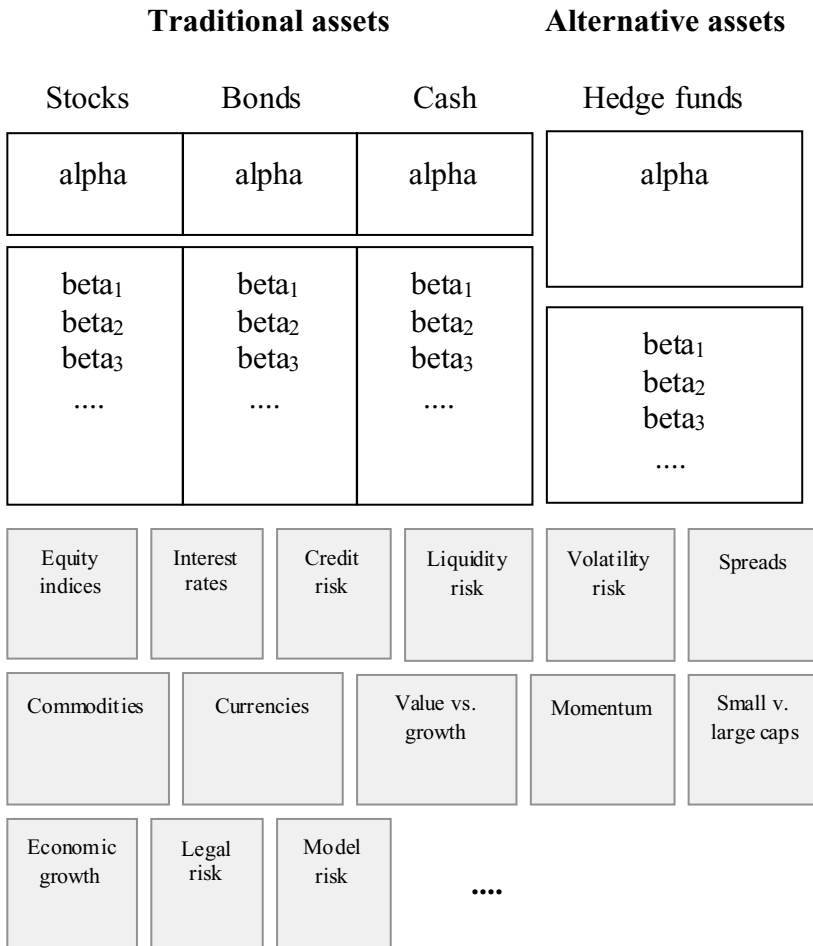 Traditional assets Alternative assets
Stocks Bonds Cash Hedge funds
alpha alpha alpha alpha
beta₁ beta₁ beta₁
beta₂ beta₂ beta₂
beta₃ beta₃ beta₃
.... .... ....
beta₁
beta₂
beta₃
....
Equity
indices
Interest
rates
Credit
risk
Liquidity
risk
Volatility
risk
Spreads
Commodities
Currencies
Value vs.
growth
Momentum
Small v.
large caps
Economic
growth
Legal
risk
Model
risk
....